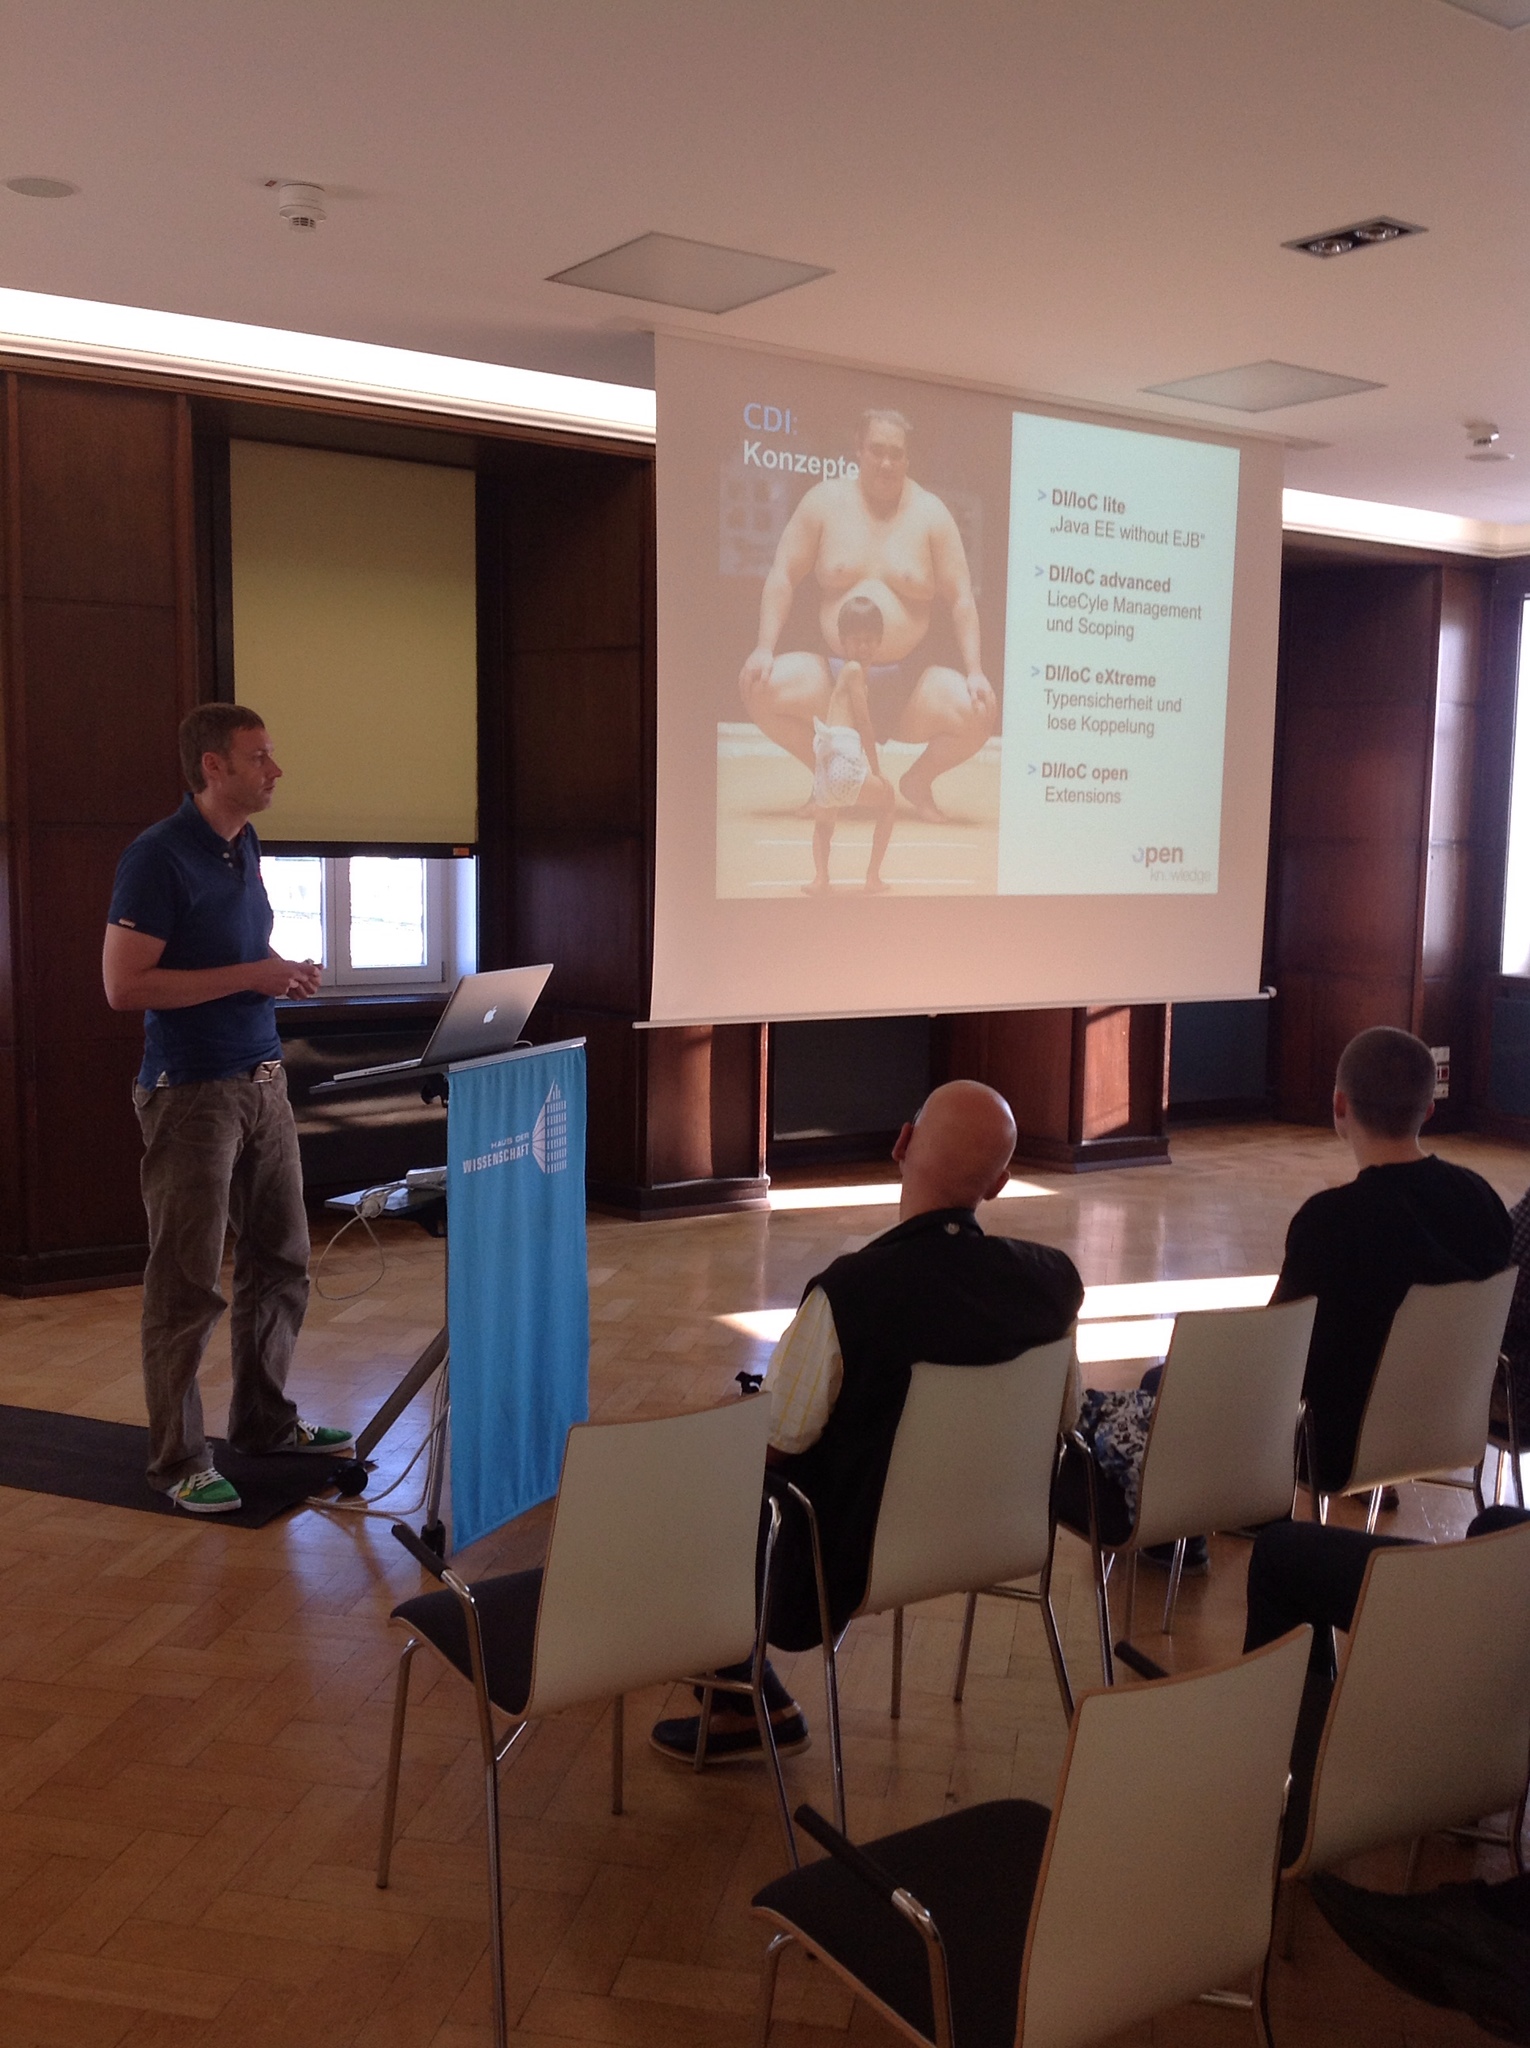 CDI:
Konzepte
> DI/IoC lite
„Java EE without EJB“
> DI/IoC advanced
LiceCyle Management
und Scoping
> DI/IoC eXtreme
Typensicherheit und
lose Koppelung
> DI/IoC open
Extensions
open
knowledge
HAUS DER
WISSENSCHAFT